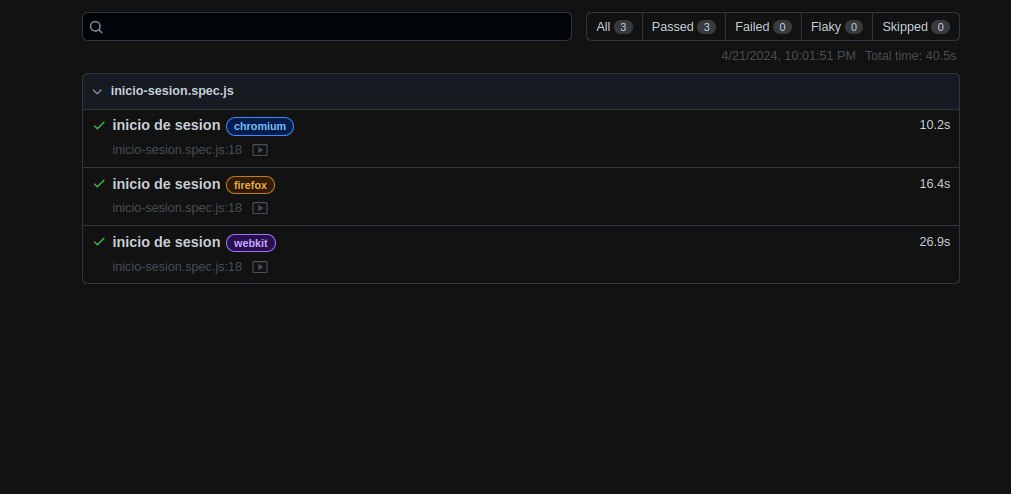 All 3 Passed 3 Failed 0 Flaky 0 Skipped 0
4/21/2024, 10:01:51 PM Total time: 40.5s
inicio-sesion.spec.js
inicio de sesion chromium 10.2s
inicio-sesion.spec.js:18
inicio de sesion firefox 16.4s
inicio-sesion.spec.js:18
inicio de sesion webkit 26.9s
inicio-sesion.spec.js:18